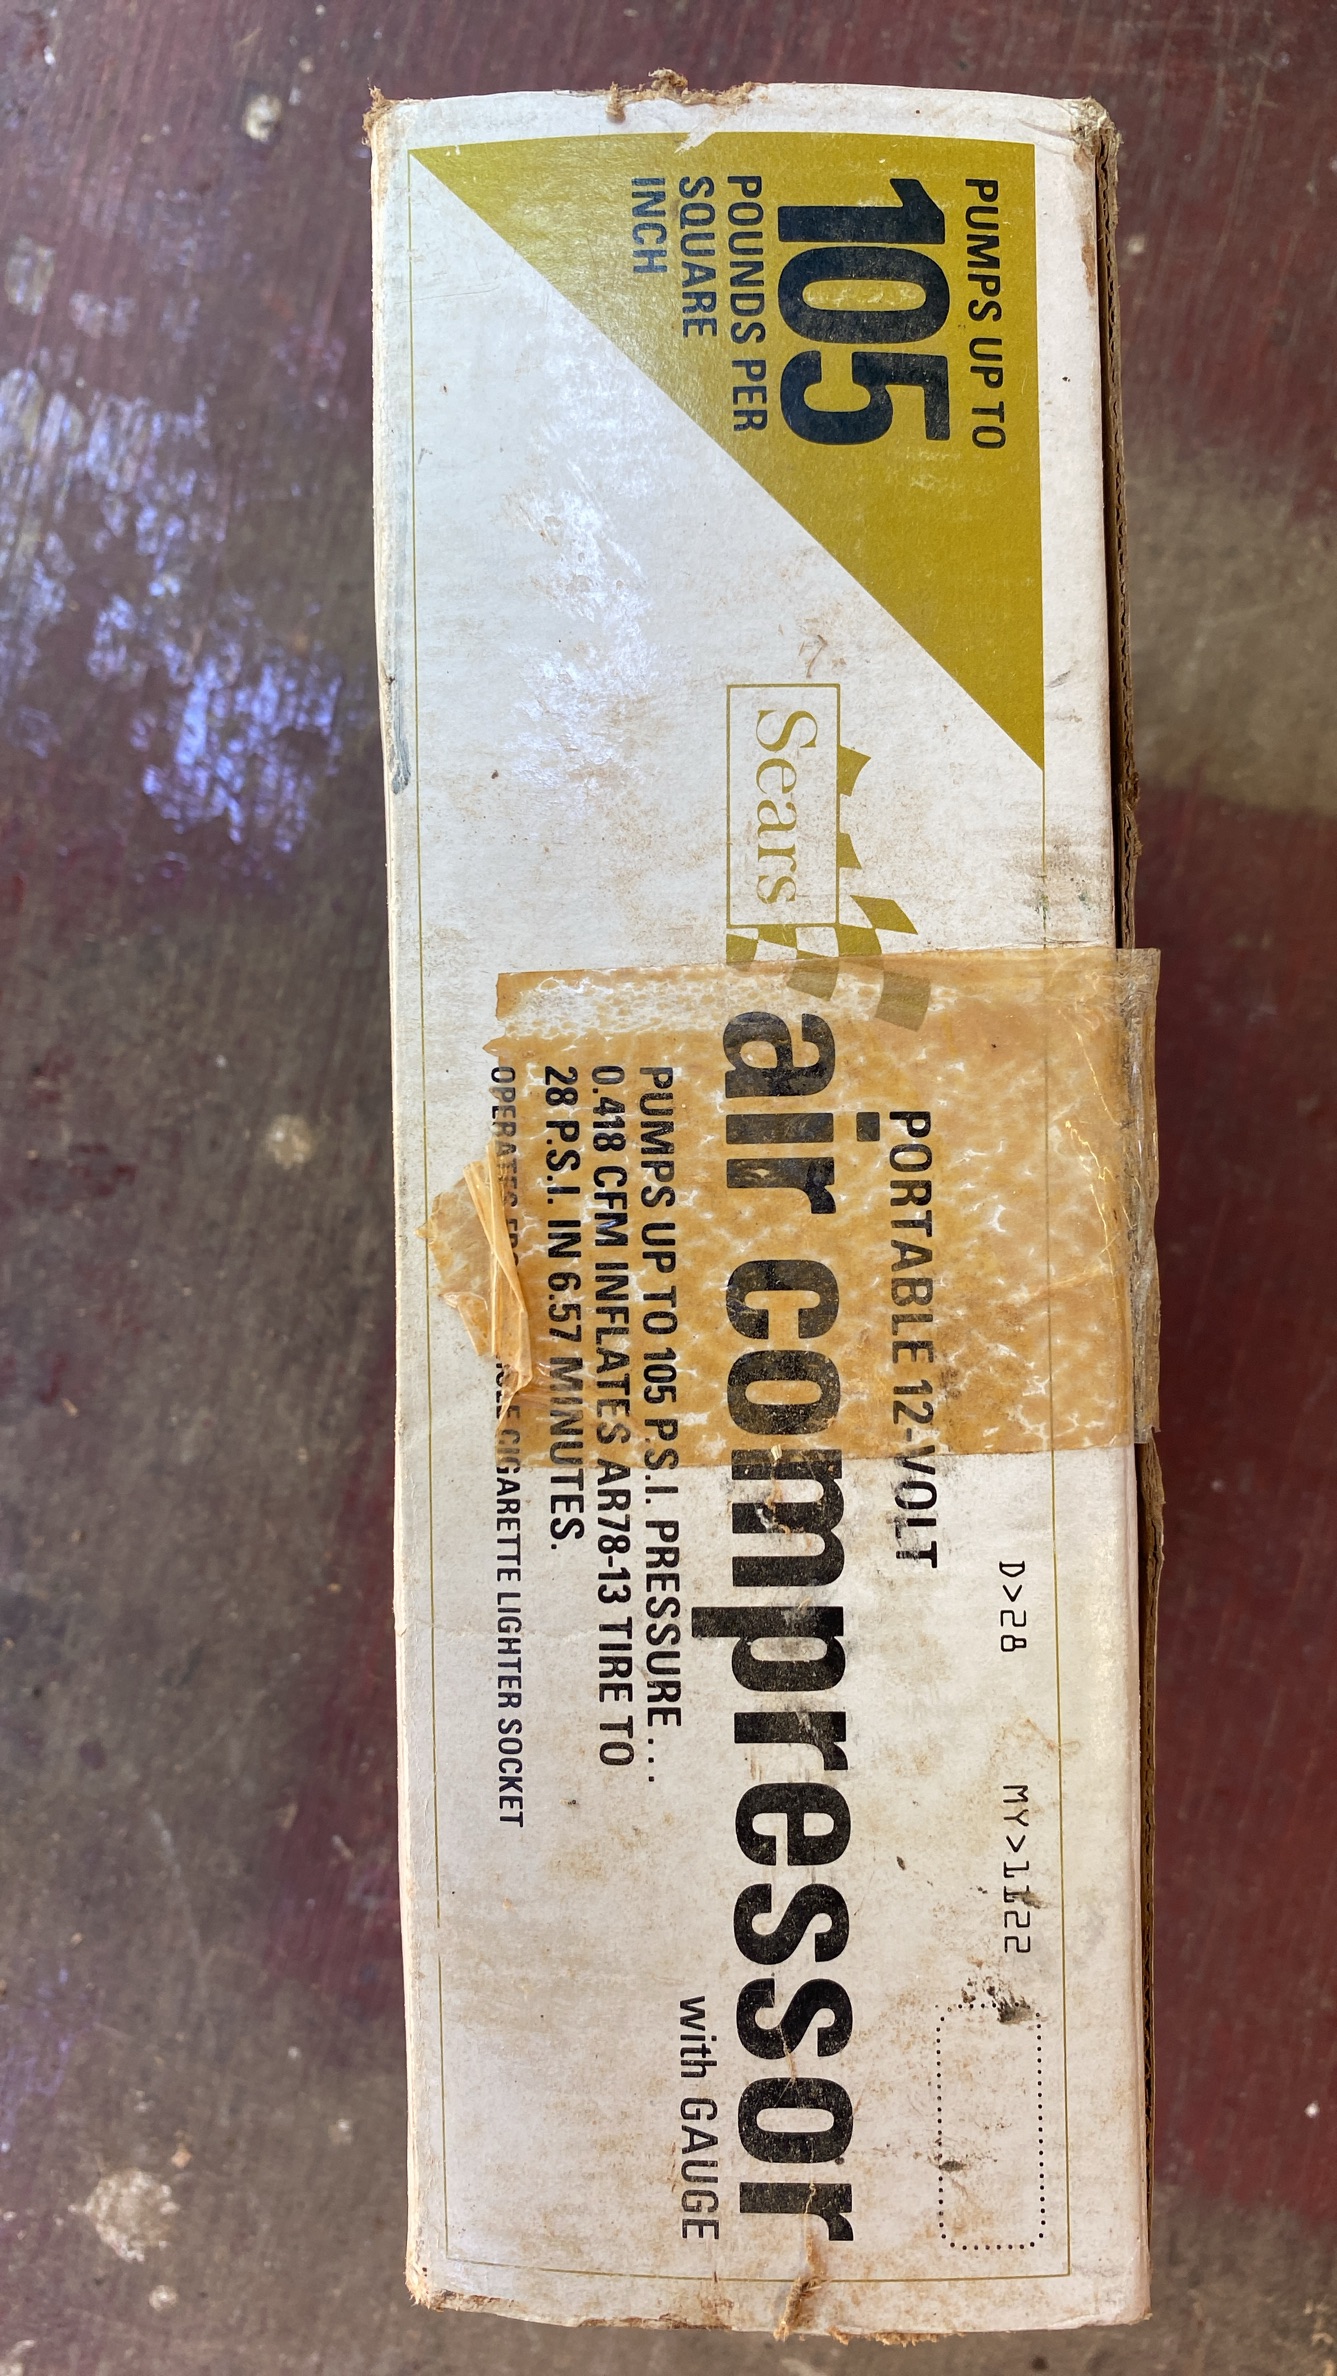 PUMPS UP TO
105
POUNDS PER
SQUARE
INCH
Sears
D>28
MY>1122
PORTABLE 12-VOLT
air compressor
with GAUGE
PUMPS UP TO 105 P.S.I. PRESSURE...
0.418 CFM INFLATES AR78-13 TIRE TO
28 P.S.I. IN 6.57 MINUTES.
OPERATES CIGARETTE LIGHTER SOCKET